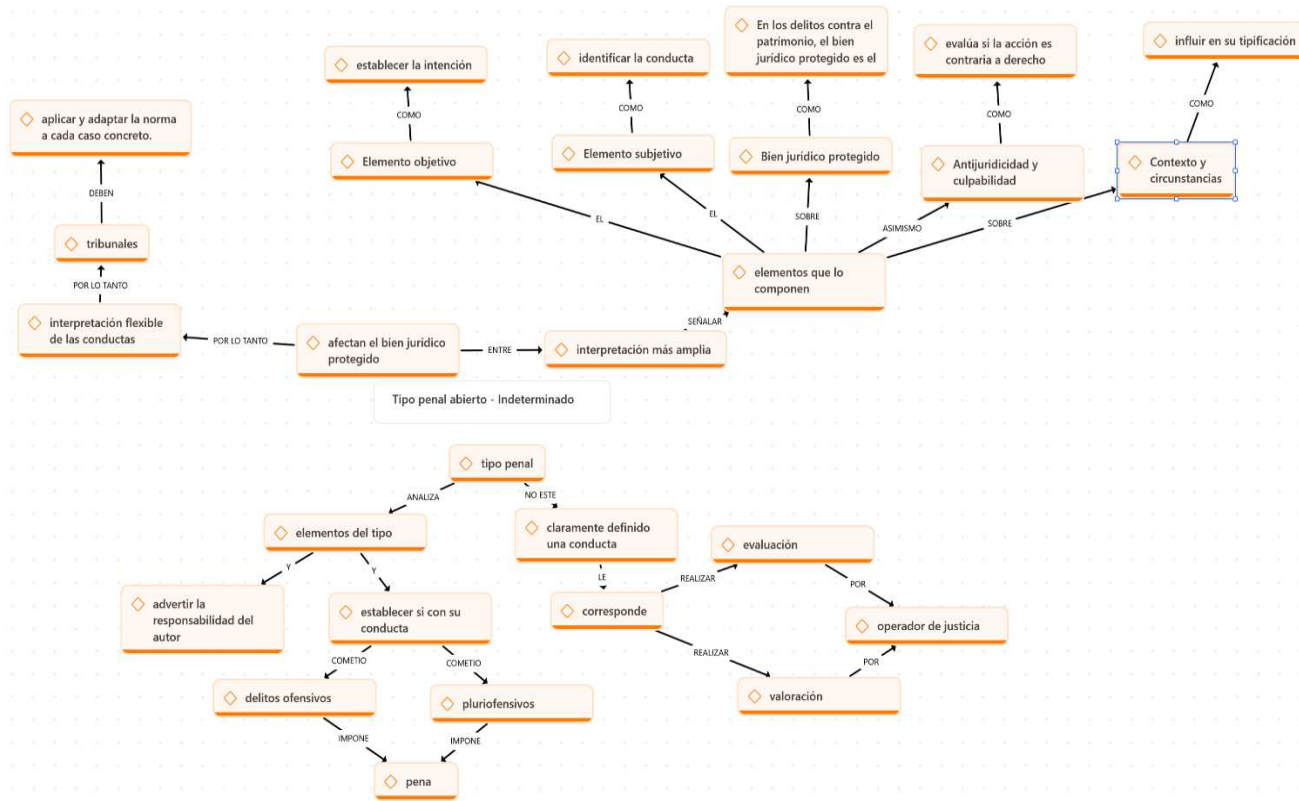 En los delitos contra el
patrimonio, el bien
jurídico protegido es el
influir en su tipificación
evalúa si la acción es
contraria a derecho
identificar la conducta
establecer la intención
aplicar y adaptar la norma
a cada caso concreto.
COMO
COMO
COMO
COMO
COMO
Elemento objetivo
Elemento subjetivo
Bien jurídico protegido
Antijuridicidad y
culpabilidad
Contexto y
circunstancias
DEBEN
EL
EL
SOBRE
ASIMISMO
SOBRE
tribunales
elementos que lo
componen
POR LO TANTO
SEÑALAR
interpretación flexible
de las conductas
POR LO TANTO
afectan el bien jurídico
protegido
ENTRE
interpretación más amplia
Tipo penal abierto - Indeterminado
tipo penal
ANALIZA
NO ESTE
elementos del tipo
claramente definido
una conducta
evaluación
Y
Y
LE
REALIZAR
POR
advertir la
responsabilidad del
autor
establecer si con su
conducta
corresponde
operador de justicia
COMETIO
COMETIO
REALIZAR
POR
delitos ofensivos
pluriofensivos
valoración
IMPONE
IMPONE
pena